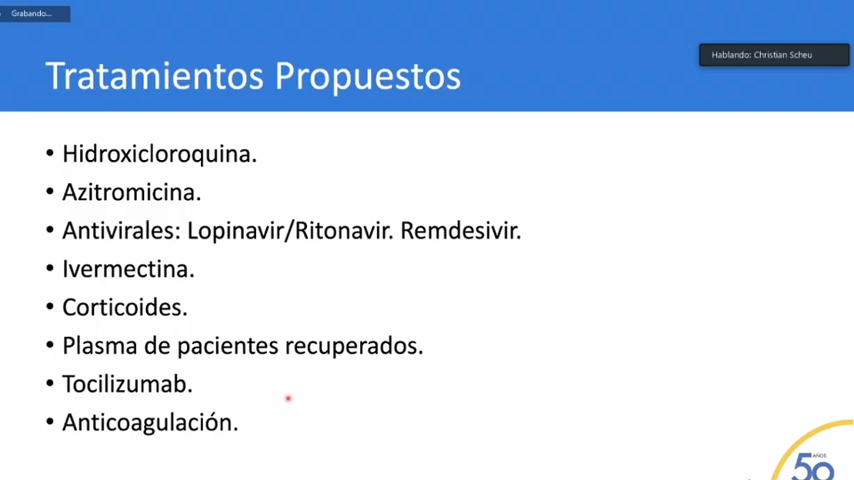 Grabando...
Hablando: Christian Scheu
Tratamientos Propuestos
• Hidroxicloroquina.
• Azitromicina.
• Antivirales: Lopinavir/Ritonavir. Remdesivir.
• Ivermectina.
• Corticoides.
• Plasma de pacientes recuperados.
• Tocilizumab.
• Anticoagulación.
AÑOS
50